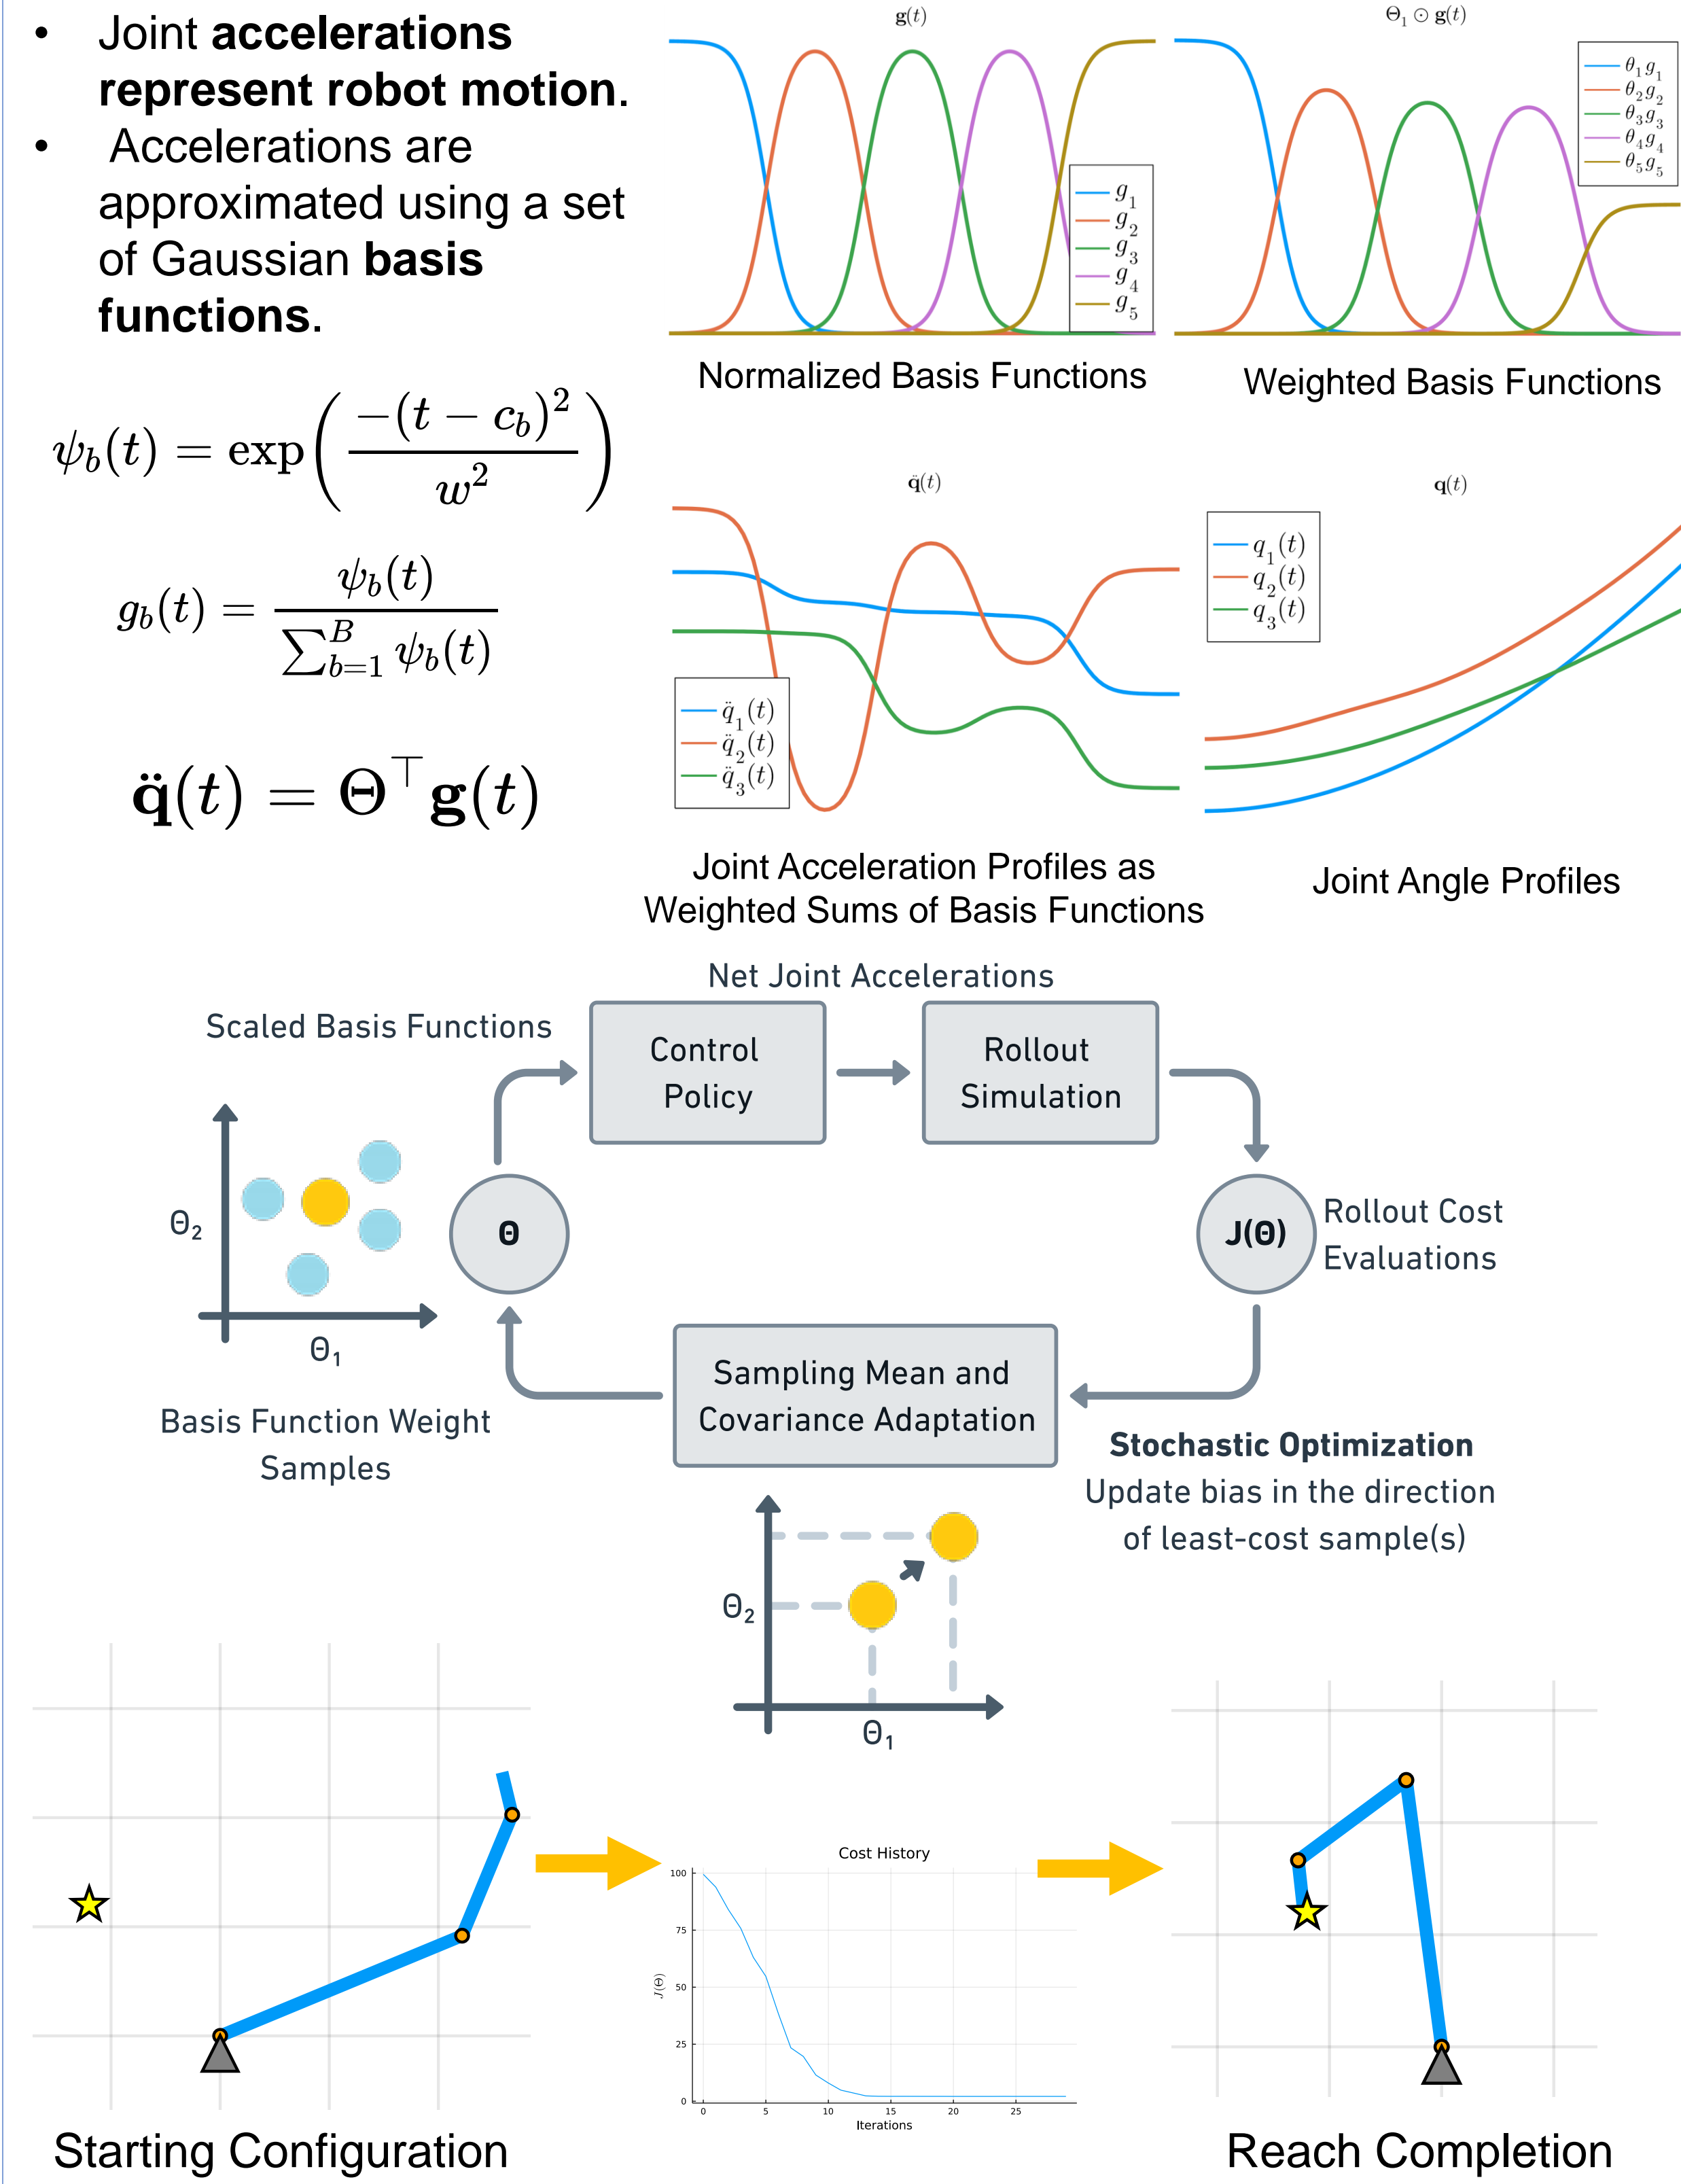 • Joint accelerations
represent robot motion.
• Accelerations are
approximated using a set
of Gaussian basis
functions.
ψ_b(t) = exp(−(t − c_b)² / w²)
g_b(t) = ψ_b(t) / ∑_{b=1}^{B} ψ_b(t)
q̈(t) = Θ^⊤ g(t)
g(t)
g₁
g₂
g₃
g₄
g₅
Normalized Basis Functions
Θ₁ ⊙ g(t)
θ₁g₁
θ₂g₂
θ₃g₃
θ₄g₄
θ₅g₅
Weighted Basis Functions
q̈(t)
q̈₁(t)
q̈₂(t)
q̈₃(t)
Joint Acceleration Profiles as
Weighted Sums of Basis Functions
q(t)
q₁(t)
q₂(t)
q₃(t)
Joint Angle Profiles
Net Joint Accelerations
Scaled Basis Functions
Control
Policy
Rollout
Simulation
Θ₂
Θ₁
Θ
J(Θ)
Rollout Cost
Evaluations
Basis Function Weight
Samples
Sampling Mean and
Covariance Adaptation
Stochastic Optimization
Update bias in the direction
of least-cost sample(s)
Θ₂
Θ₁
Cost History
100
75
50
25
0
J(Θ)
0 5 10 15 20 25
Iterations
Starting Configuration
Reach Completion